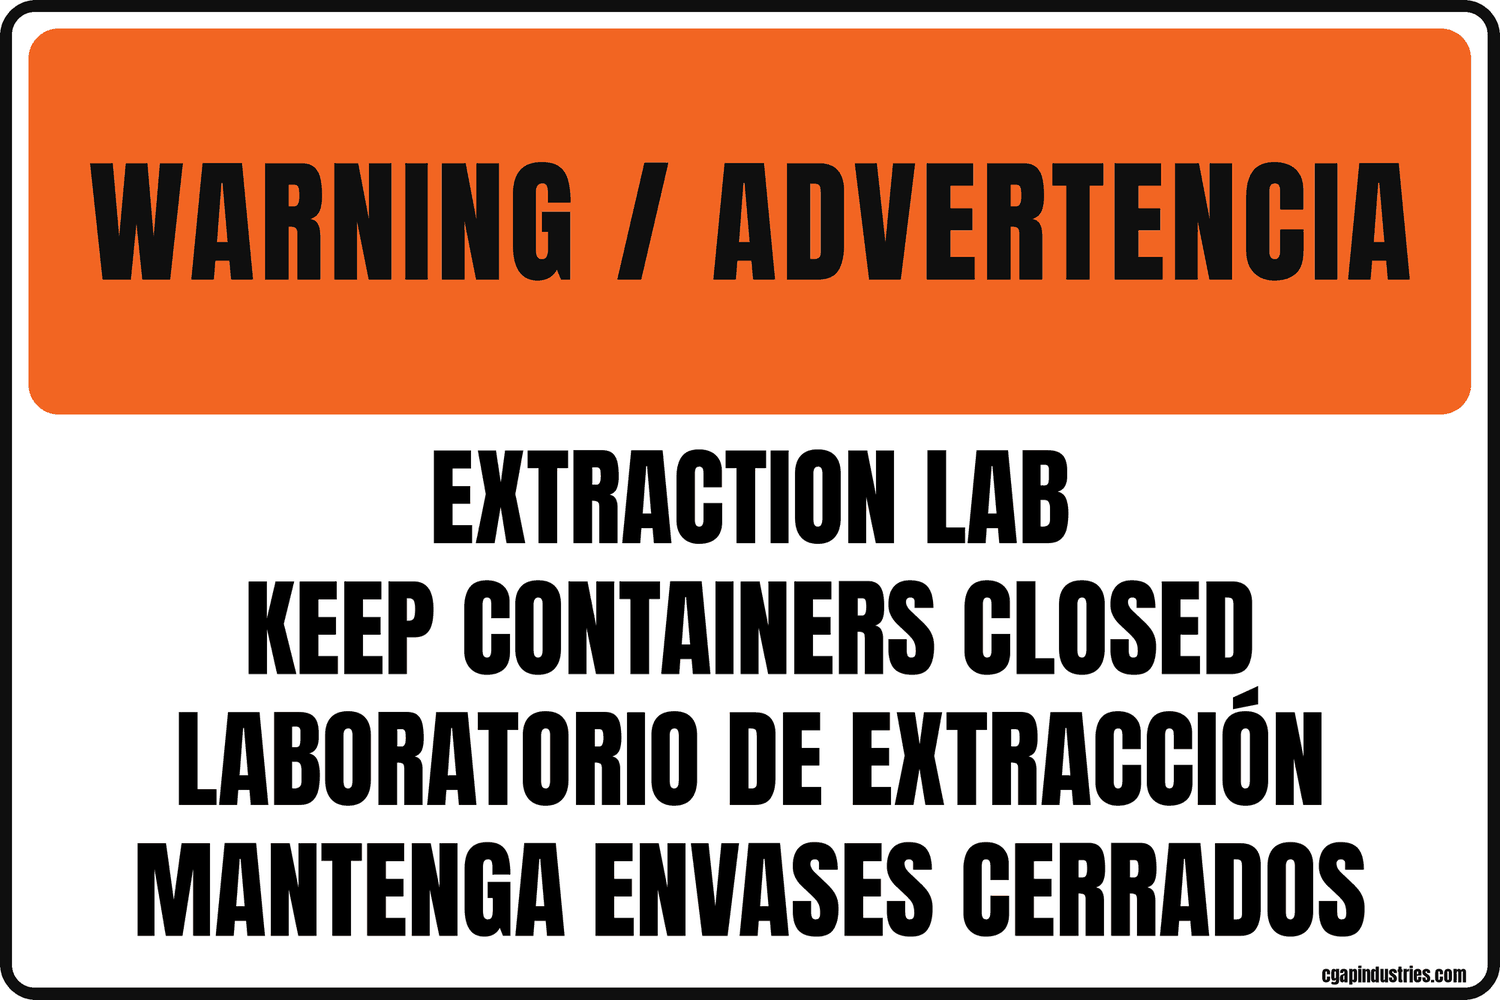 WARNING / ADVERTENCIA
EXTRACTION LAB
KEEP CONTAINERS CLOSED
LABORATORIO DE EXTRACCIÓN
MANTENGA ENVASES CERRADOS
cgapindustries.com